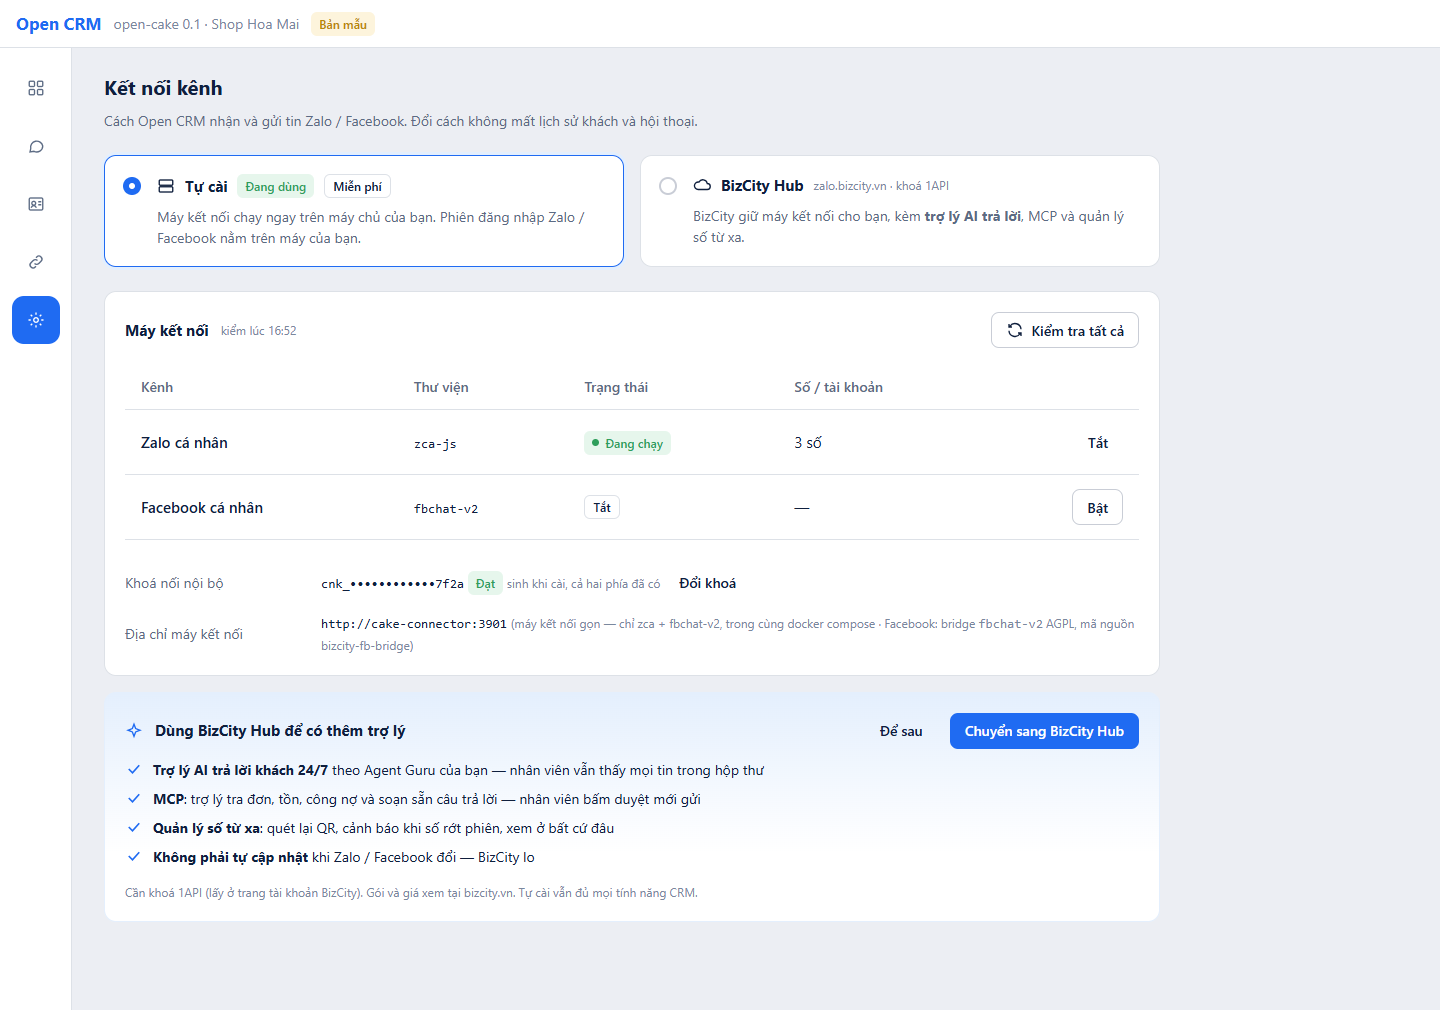 Open CRM open-cake 0.1 · Shop Hoa Mai Bản mẫu
Kết nối kênh
Cách Open CRM nhận và gửi tin Zalo / Facebook. Đổi cách không mất lịch sử khách và hội thoại.
Tự cài Đang dùng Miễn phí
Máy kết nối chạy ngay trên máy chủ của bạn. Phiên đăng nhập Zalo /
Facebook nằm trên máy của bạn.
BizCity Hub zalo.bizcity.vn · khoá 1API
BizCity giữ máy kết nối cho bạn, kèm trợ lý AI trả lời, MCP và quản lý
số từ xa.
Máy kết nối kiểm lúc 16:52 Kiểm tra tất cả
Kênh Thư viện Trạng thái Số / tài khoản
Zalo cá nhân zca-js Đang chạy 3 số Tắt
Facebook cá nhân fbchat-v2 Tắt — Bật
Khoá nối nội bộ cnk_••••••••••••7f2a Đạt sinh khi cài, cả hai phía đã có Đổi khoá
Địa chỉ máy kết nối http://cake-connector:3901 (máy kết nối gọn — chỉ zca + fbchat-v2, trong cùng docker compose · Facebook: bridge fbchat-v2 AGPL, mã nguồn
bizcity-fb-bridge)
Dùng BizCity Hub để có thêm trợ lý Để sau Chuyển sang BizCity Hub
Trợ lý AI trả lời khách 24/7 theo Agent Guru của bạn — nhân viên vẫn thấy mọi tin trong hộp thư
MCP: trợ lý tra đơn, tồn, công nợ và soạn sẵn câu trả lời — nhân viên bấm duyệt mới gửi
Quản lý số từ xa: quét lại QR, cảnh báo khi số rớt phiên, xem ở bất cứ đâu
Không phải tự cập nhật khi Zalo / Facebook đổi — BizCity lo
Cần khoá 1API (lấy ở trang tài khoản BizCity). Gói và giá xem tại bizcity.vn. Tự cài vẫn đủ mọi tính năng CRM.